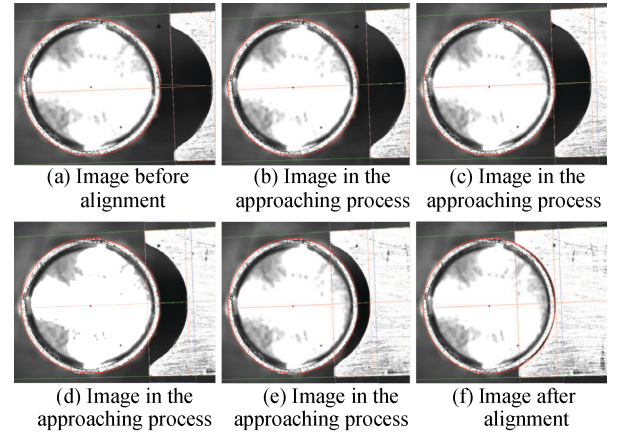 (a) Image before
alignment
(b) Image in the
approaching process
(c) Image in the
approaching process
(d) Image in the
approaching process
(e) Image in the
approaching process
(f) Image after
alignment